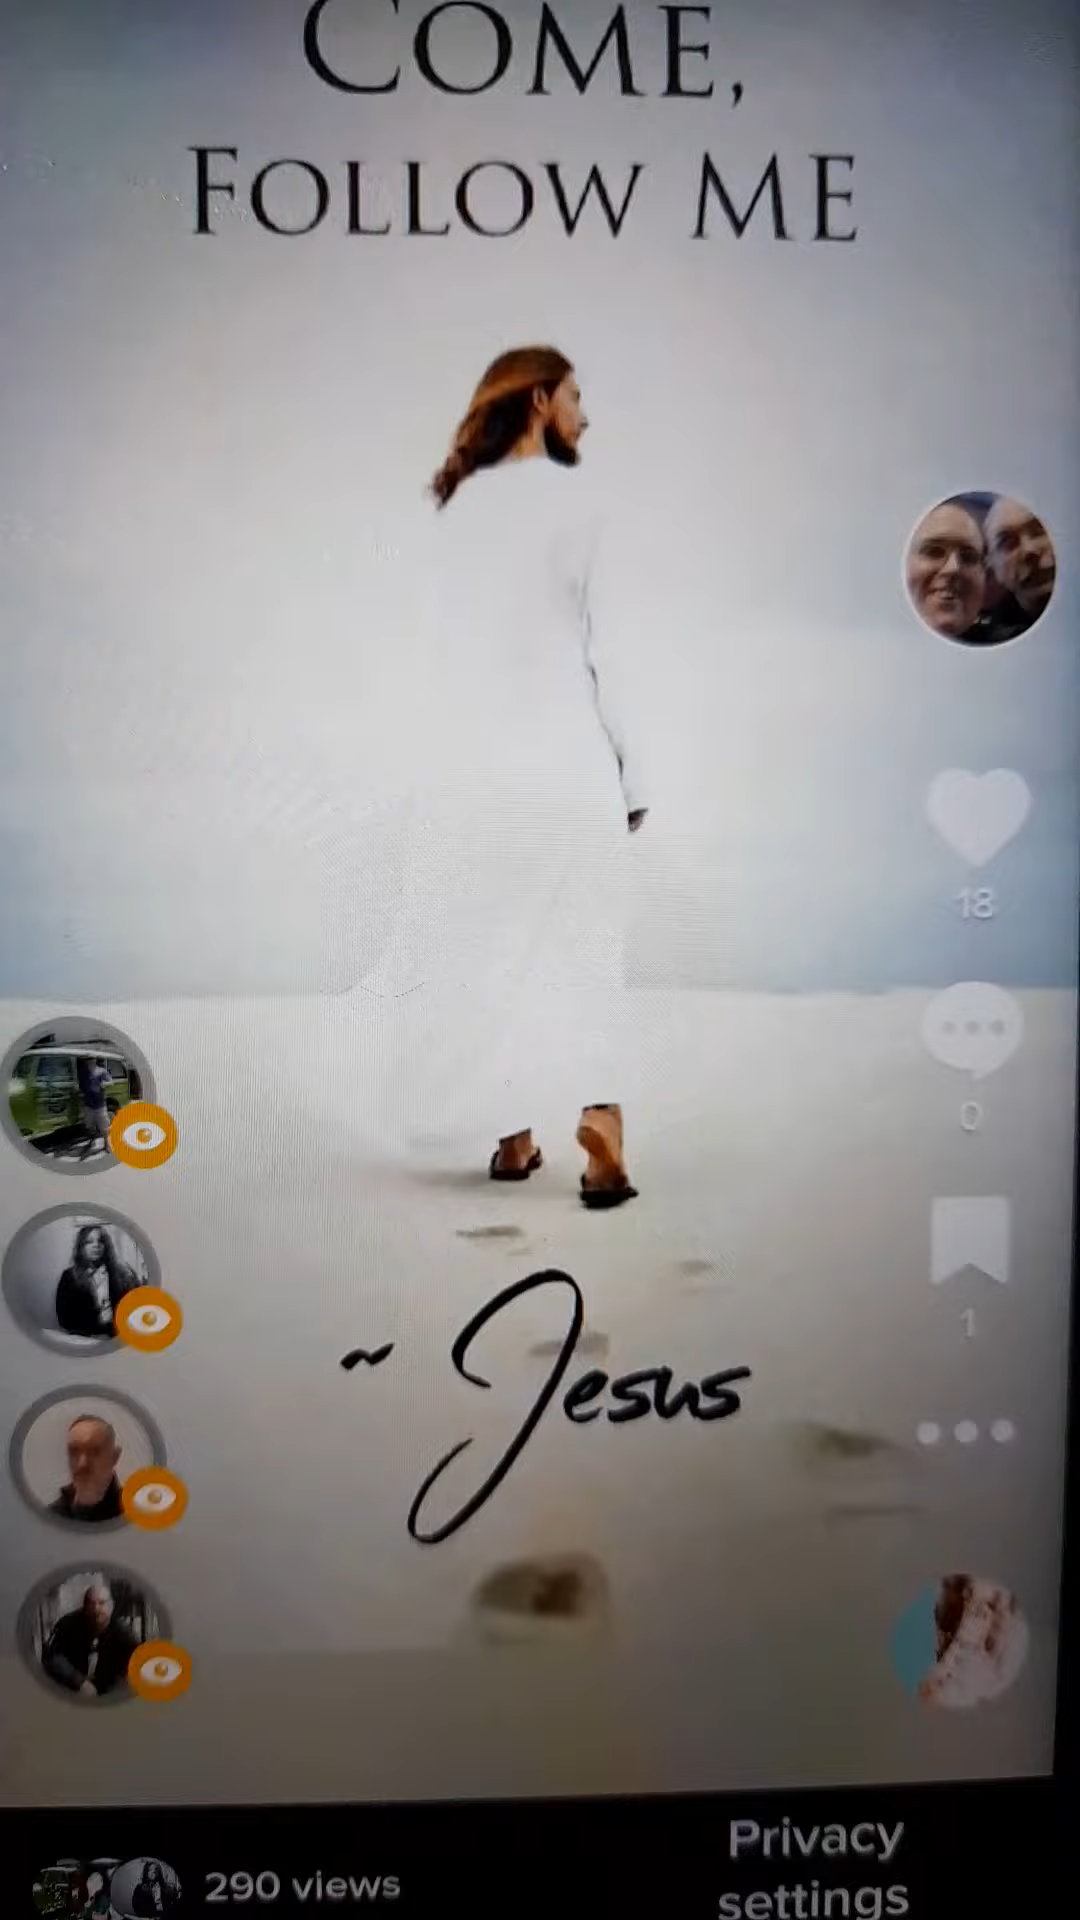 COME,
FOLLOW ME
18
0
~ Jesus
1
290 views
Privacy
settings